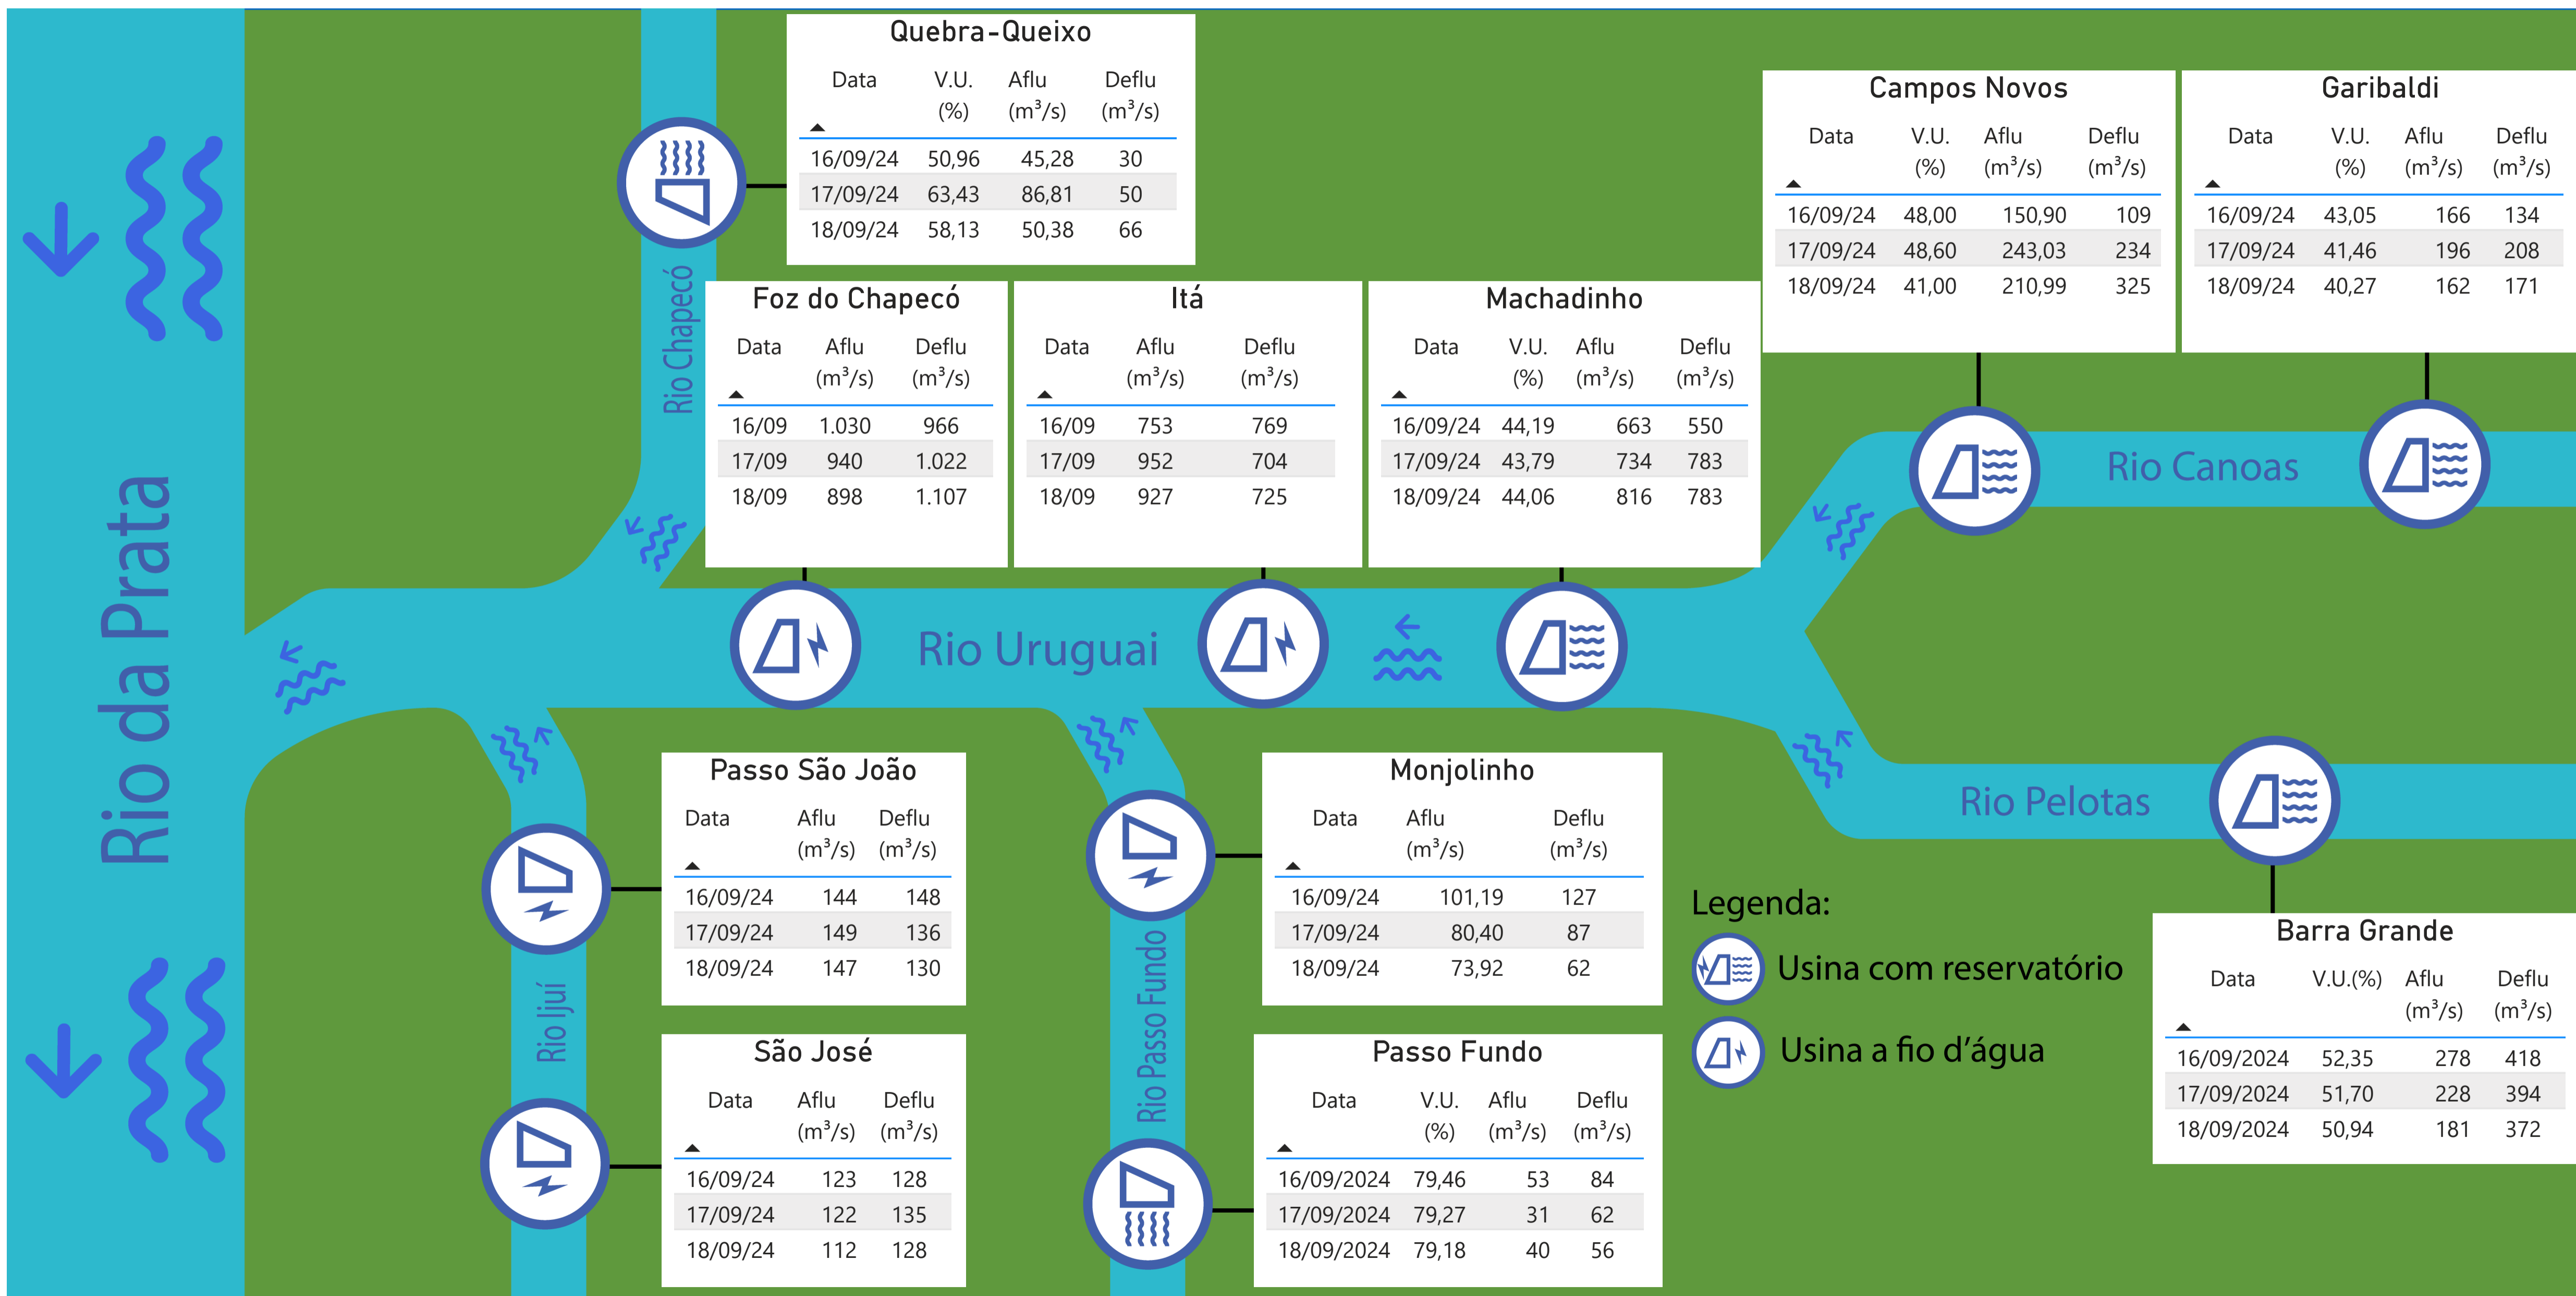 Quebra-Queixo
Data V.U. (%) Aflu (m³/s) Deflu (m³/s)
16/09/24 50,96 45,28 30
17/09/24 63,43 86,81 50
18/09/24 58,13 50,38 66
Campos Novos
Data V.U. (%) Aflu (m³/s) Deflu (m³/s)
16/09/24 48,00 150,90 109
17/09/24 48,60 243,03 234
18/09/24 41,00 210,99 325
Garibaldi
Data V.U. (%) Aflu (m³/s) Deflu (m³/s)
16/09/24 43,05 166 134
17/09/24 41,46 196 208
18/09/24 40,27 162 171
Rio Chapecó
Foz do Chapecó
Data Aflu (m³/s) Deflu (m³/s)
16/09 1.030 966
17/09 940 1.022
18/09 898 1.107
Itá
Data Aflu (m³/s) Deflu (m³/s)
16/09 753 769
17/09 952 704
18/09 927 725
Machadinho
Data V.U. (%) Aflu (m³/s) Deflu (m³/s)
16/09/24 44,19 663 550
17/09/24 43,79 734 783
18/09/24 44,06 816 783
Rio Canoas
Rio da Prata
Rio Uruguai
Rio Pelotas
Passo São João
Data Aflu (m³/s) Deflu (m³/s)
16/09/24 144 148
17/09/24 149 136
18/09/24 147 130
Monjolinho
Data Aflu (m³/s) Deflu (m³/s)
16/09/24 101,19 127
17/09/24 80,40 87
18/09/24 73,92 62
Legenda:
Usina com reservatório
Usina a fio d'água
Barra Grande
Data V.U.(%) Aflu (m³/s) Deflu (m³/s)
16/09/2024 52,35 278 418
17/09/2024 51,70 228 394
18/09/2024 50,94 181 372
Rio Ijuí
São José
Data Aflu (m³/s) Deflu (m³/s)
16/09/24 123 128
17/09/24 122 135
18/09/24 112 128
Rio Passo Fundo
Passo Fundo
Data V.U. (%) Aflu (m³/s) Deflu (m³/s)
16/09/2024 79,46 53 84
17/09/2024 79,27 31 62
18/09/2024 79,18 40 56